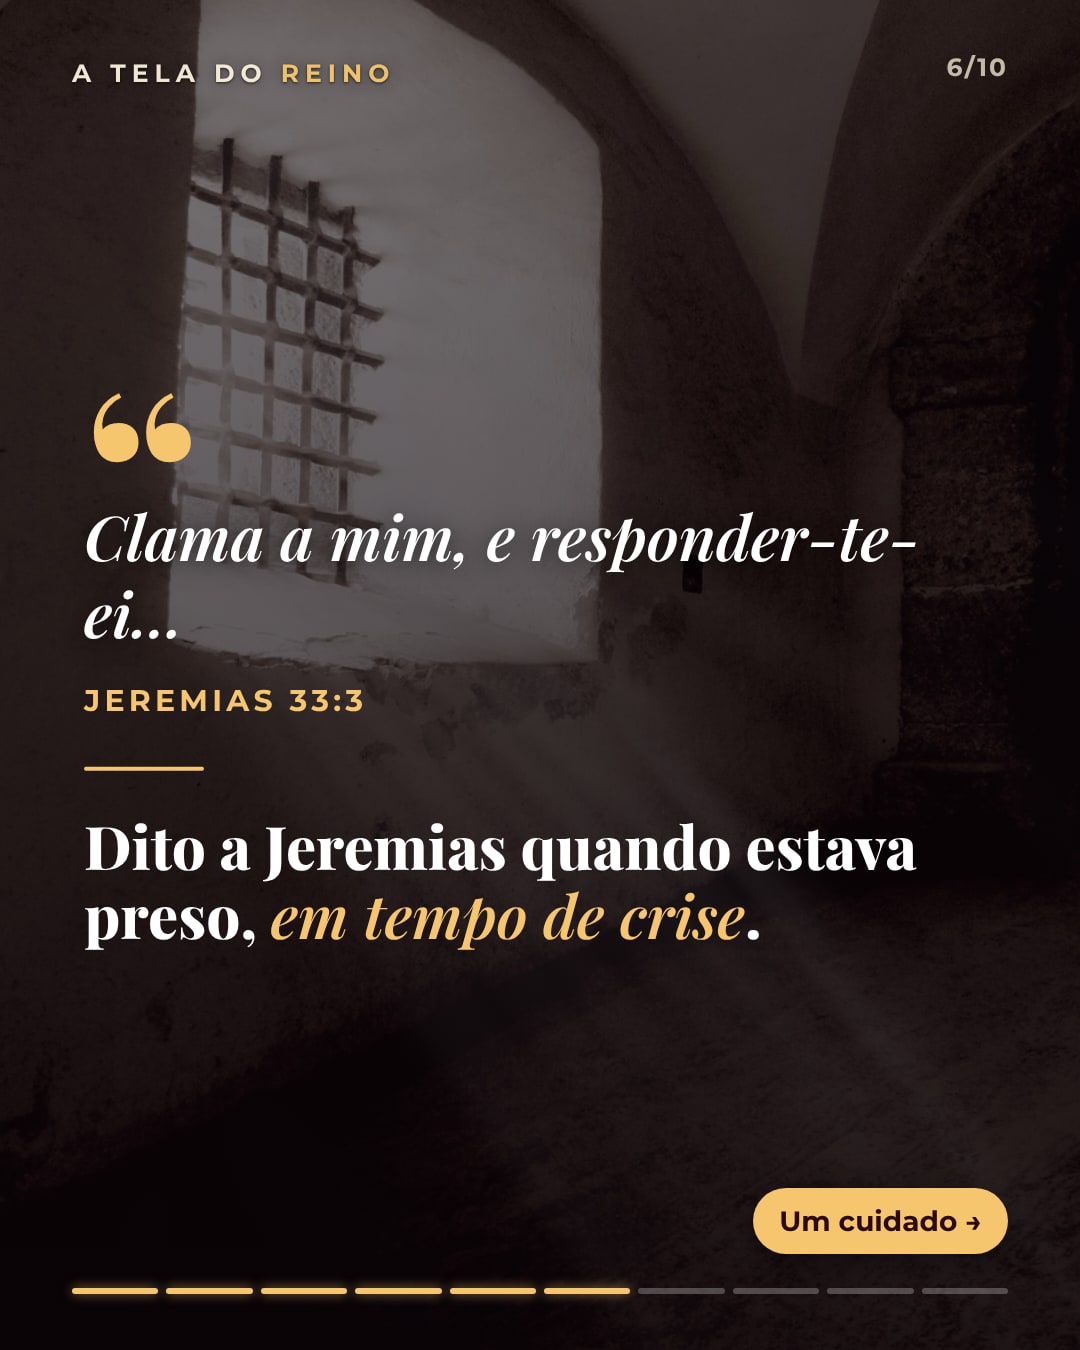 A TELA DO REINO
6/10
“
Clama a mim, e responder-te-
ei...
JEREMIAS 33:3
Dito a Jeremias quando estava
preso, em tempo de crise.
Um cuidado →